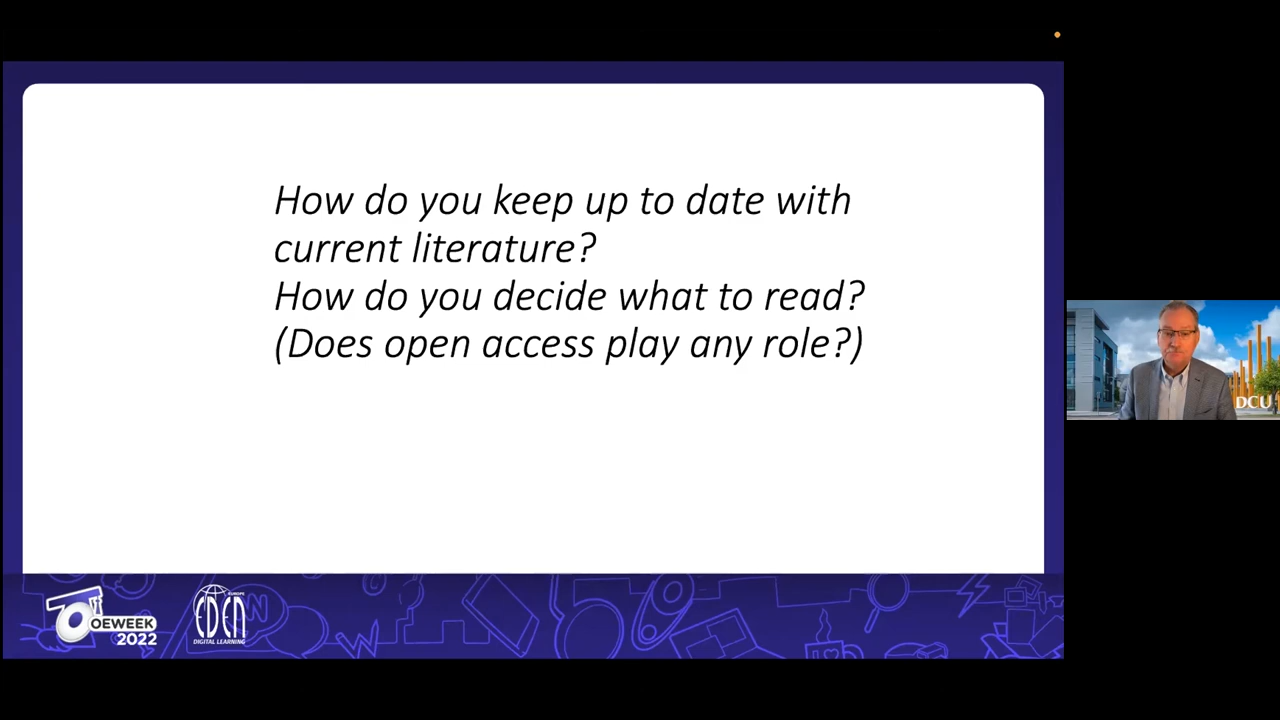 How do you keep up to date with
current literature?
How do you decide what to read?
(Does open access play any role?)
DCU
OEWEEK
2022
EUROPE
EDEN
DIGITAL LEARNING